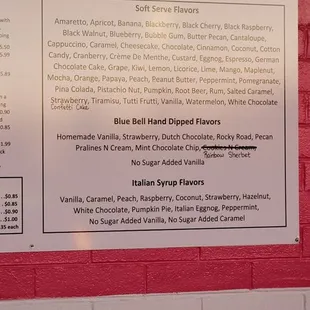 Soft Serve Flavors
Amaretto, Apricot, Banana, Blackberry, Black Cherry, Black Raspberry,
Black Walnut, Blueberry, Bubble Gum, Butter Pecan, Cantaloupe,
Cappuccino, Caramel, Cheesecake, Chocolate, Cinnamon, Coconut, Cotton
Candy, Cranberry, Crème De Menthe, Custard, Eggnog, Espresso, German
Chocolate Cake, Grape, Kiwi, Lemon, Licorice, Lime, Mango, Maplenut,
Mocha, Orange, Papaya, Peach, Peanut Butter, Peppermint, Pomegranate,
Pina Colada, Pistachio Nut, Pumpkin, Root Beer, Rum, Salted Caramel,
Strawberry, Tiramisu, Tutti Frutti, Vanilla, Watermelon, White Chocolate
Confetti Cake
Blue Bell Hand Dipped Flavors
Homemade Vanilla, Strawberry, Dutch Chocolate, Rocky Road, Pecan
Pralines N Cream, Mint Chocolate Chip, Cookies N Cream,
Rainbow Sherbet
No Sugar Added Vanilla
Italian Syrup Flavors
Vanilla, Caramel, Peach, Raspberry, Coconut, Strawberry, Hazelnut,
White Chocolate, Pumpkin Pie, Italian Eggnog, Peppermint,
No Sugar Added Vanilla, No Sugar Added Caramel
$0.85
$0.85
$0.90
$1.00
.35 each